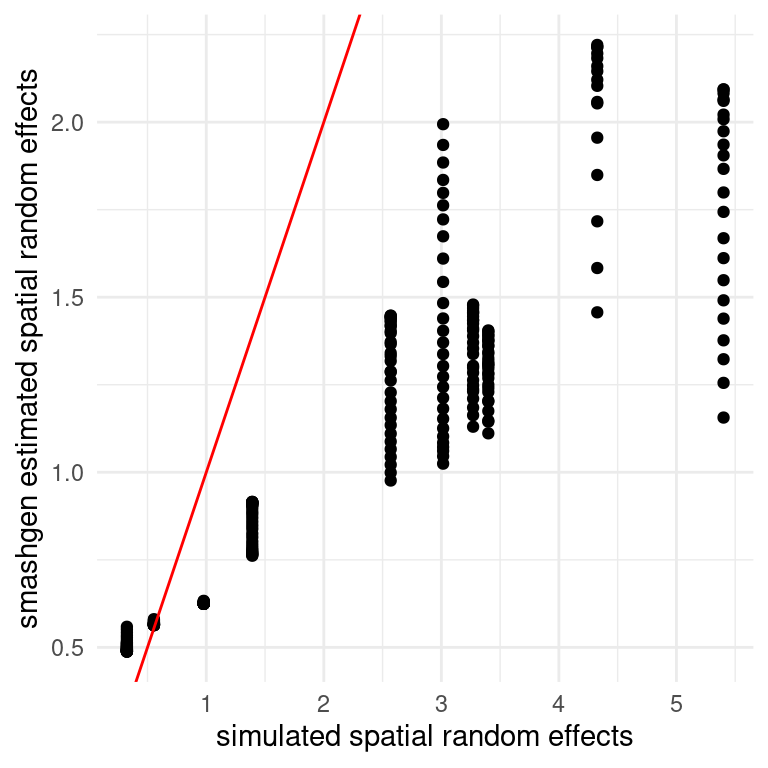 smashgen estimated spatial random effects
2.0
1.5
1.0
0.5
1 2 3 4 5
simulated spatial random effects